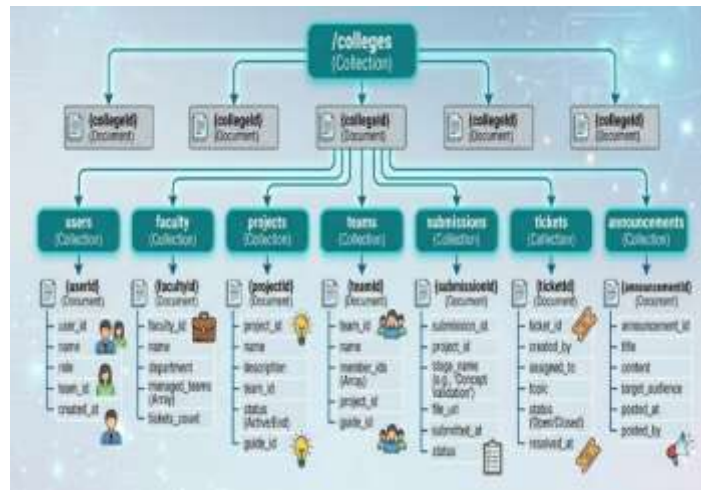 /colleges
(Collection)
{collegeId}
(Document)
{collegeId}
(Document)
{collegeId}
(Document)
{collegeId}
(Document)
{collegeId}
(Document)
users
(Collection)
faculty
(Collection)
projects
(Collection)
teams
(Collection)
submissions
(Collection)
tickets
(Collection)
announcements
(Collection)
{userId}
(Document)
user_id
name
role
team_id
created_at
{facultyId}
(Document)
faculty_id
name
department
managed_teams
(Array)
tickets_count
{projectId}
(Document)
project_id
name
description
team_id
status
(Active/End)
guide_id
{teamId}
(Document)
team_id
name
member_ids
(Array)
project_id
guide_id
{submissionId}
(Document)
submission_id
project_id
stage_name
(e.g., 'Concept
validation')
file_url
submitted_at
status
{ticketId}
(Document)
ticket_id
created_by
assigned_to
topic
status
(Open/Closed)
resolved_at
{announcementId}
(Document)
announcement_id
title
content
target_audience
posted_at
posted_by